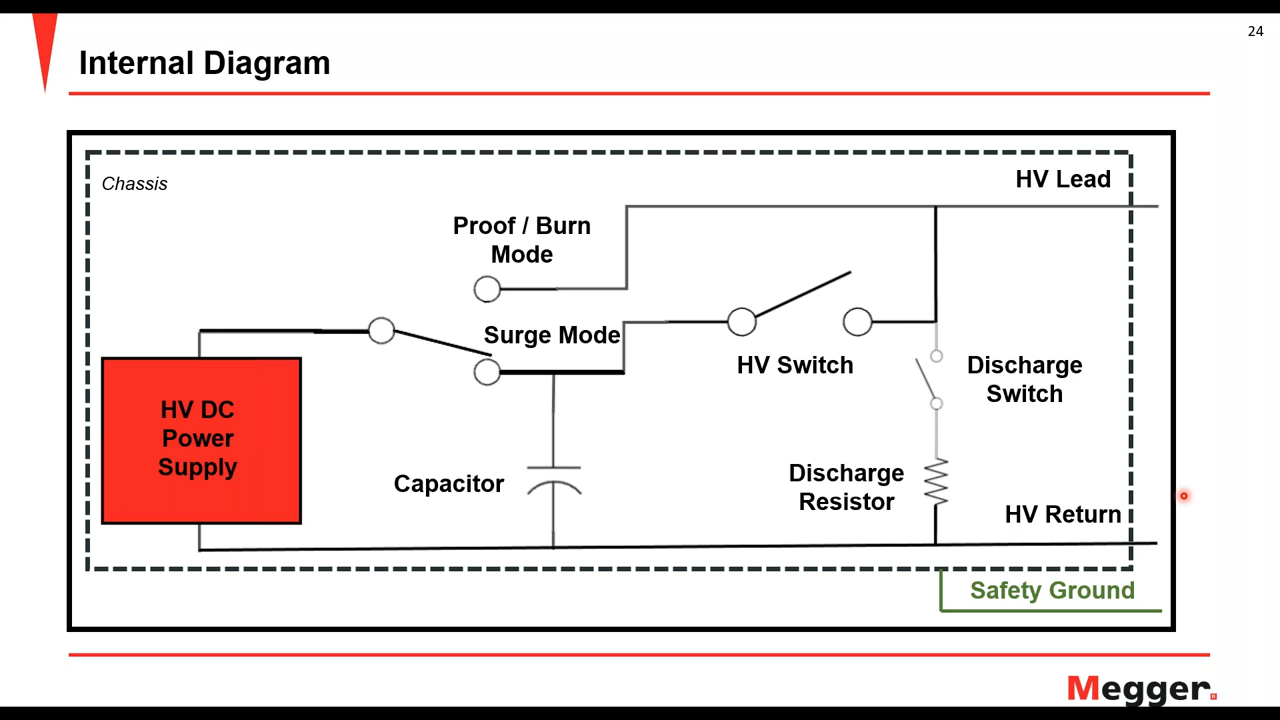 24
Internal Diagram
Chassis
HV Lead
Proof / Burn
Mode
Surge Mode
HV Switch
Discharge
Switch
HV DC
Power
Supply
Capacitor
Discharge
Resistor
HV Return
Safety Ground
Megger.